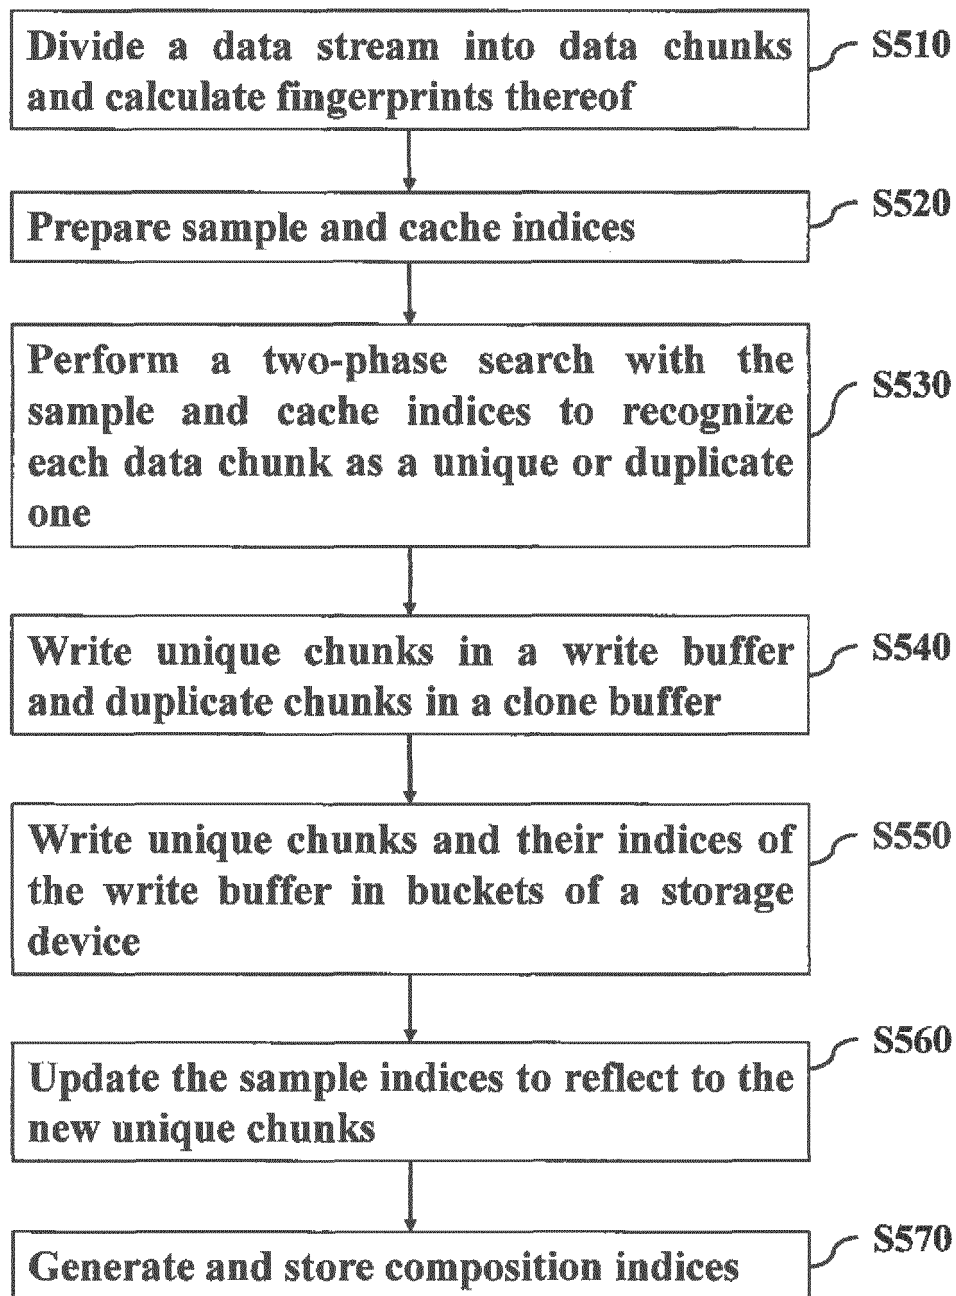 Divide a data stream into data chunks
and calculate fingerprints thereof
S510
Prepare sample and cache indices
S520
Perform a two-phase search with the
sample and cache indices to recognize
each data chunk as a unique or duplicate
one
S530
Write unique chunks in a write buffer
and duplicate chunks in a clone buffer
S540
Write unique chunks and their indices of
the write buffer in buckets of a storage
device
S550
Update the sample indices to reflect to the
new unique chunks
S560
Generate and store composition indices
S570